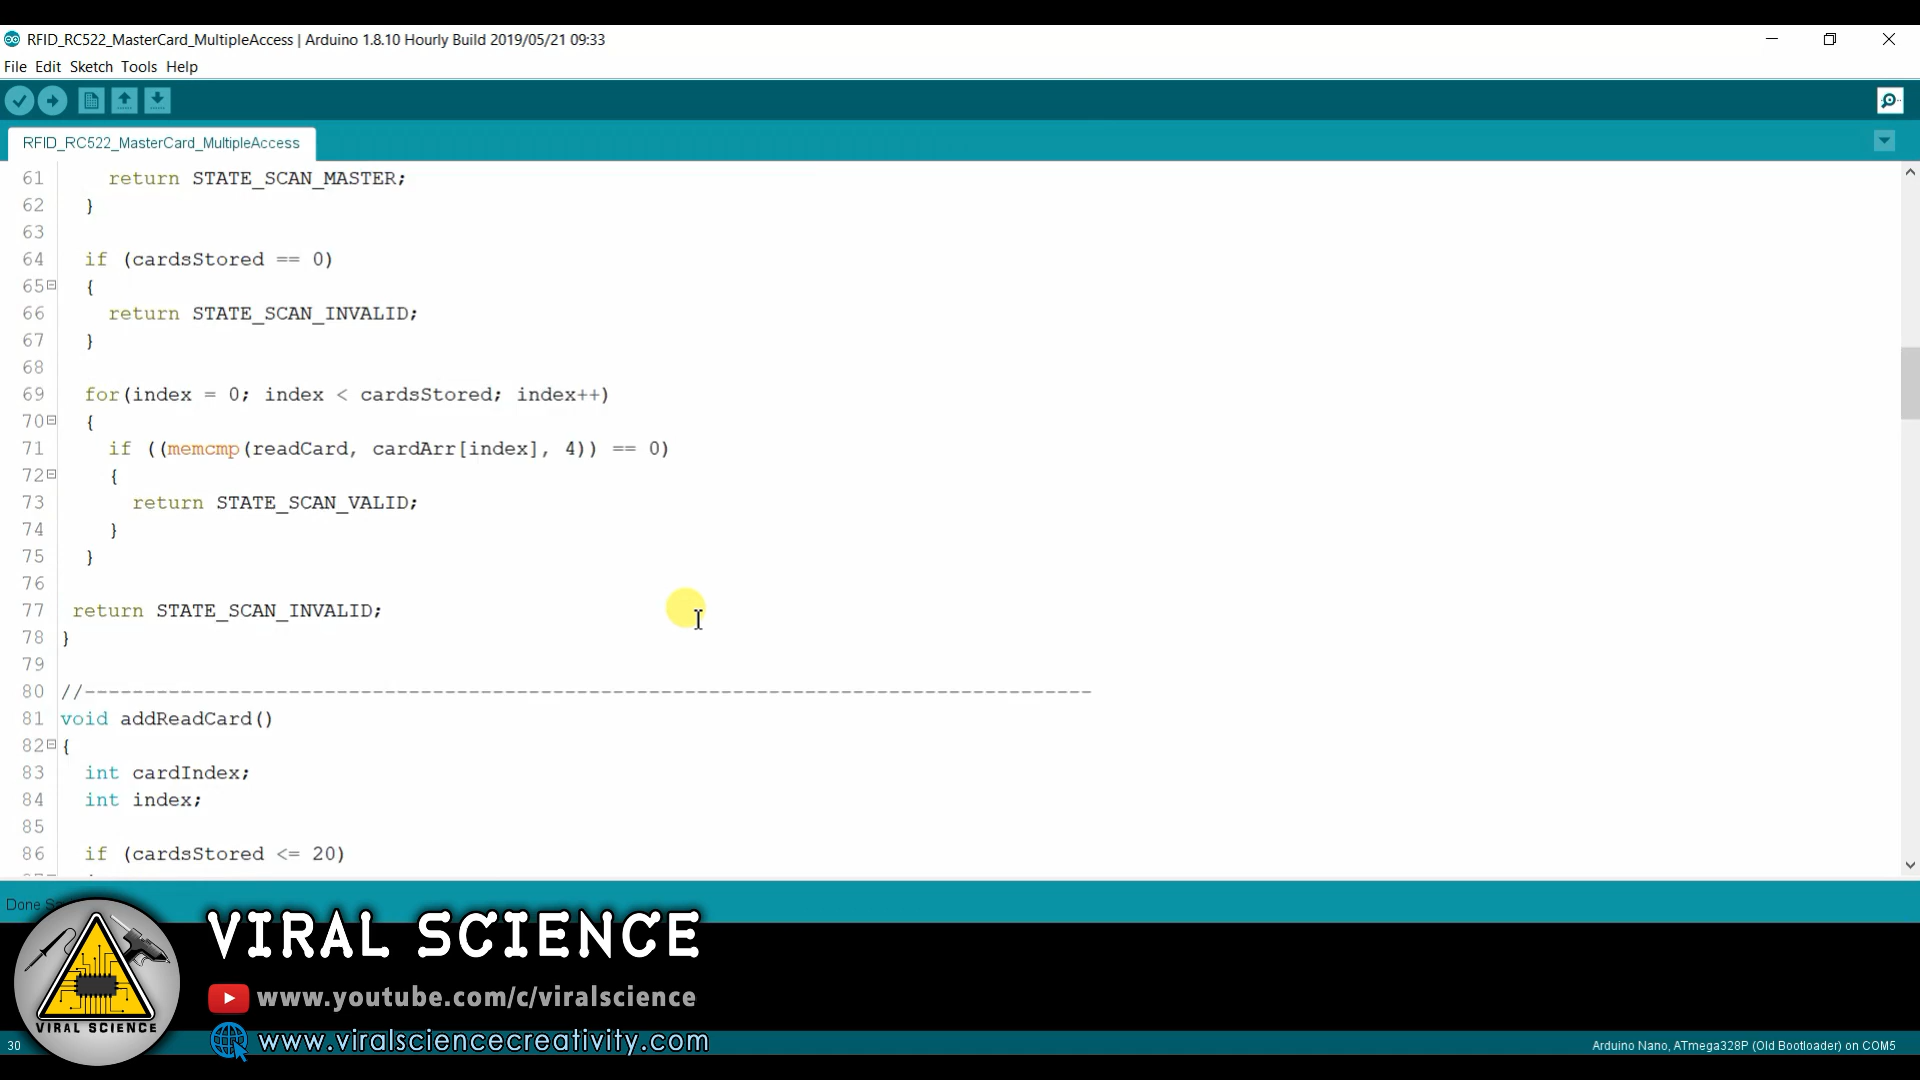 RFID_RC522_MasterCard_MultipleAccess | Arduino 1.8.10 Hourly Build 2019/05/21 09:33
File Edit Sketch Tools Help
RFID_RC522_MasterCard_MultipleAccess
61 return STATE_SCAN_MASTER;
62 }
63
64 if (cardsStored == 0)
65 {
66 return STATE_SCAN_INVALID;
67 }
68
69 for(index = 0; index < cardsStored; index++)
70 {
71 if ((memcmp(readCard, cardArr[index], 4)) == 0)
72 {
73 return STATE_SCAN_VALID;
74 }
75 }
76
77 return STATE_SCAN_INVALID;
78 }
79
80 //------------------------------------------------------------------------------------
81 void addReadCard()
82 {
83 int cardIndex;
84 int index;
85
86 if (cardsStored <= 20)
Done
VIRAL SCIENCE
www.youtube.com/c/viralscience
www.viralsciencecreativity.com
VIRAL SCIENCE
30
Arduino Nano, ATmega328P (Old Bootloader) on COM5